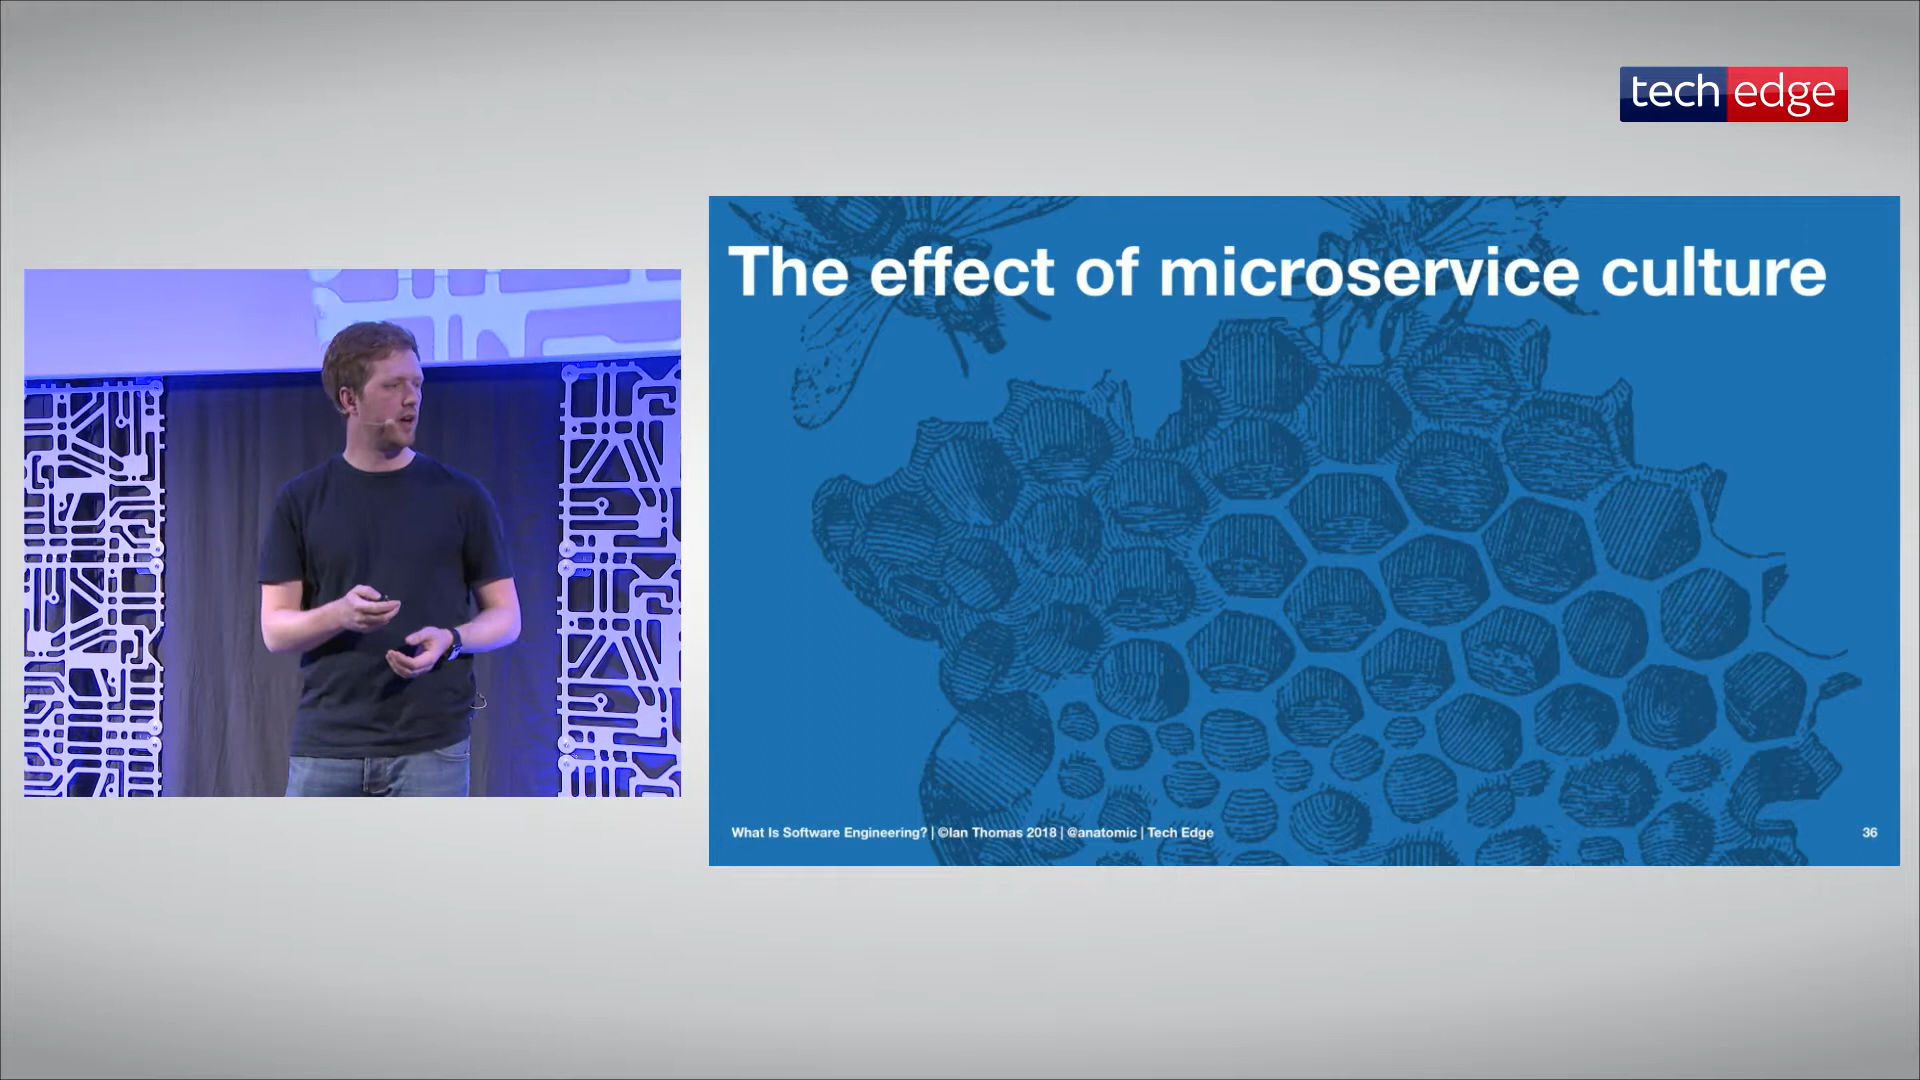 tech edge
The effect of microservice culture
What Is Software Engineering? | ©Ian Thomas 2018 | @anatomic | Tech Edge
36